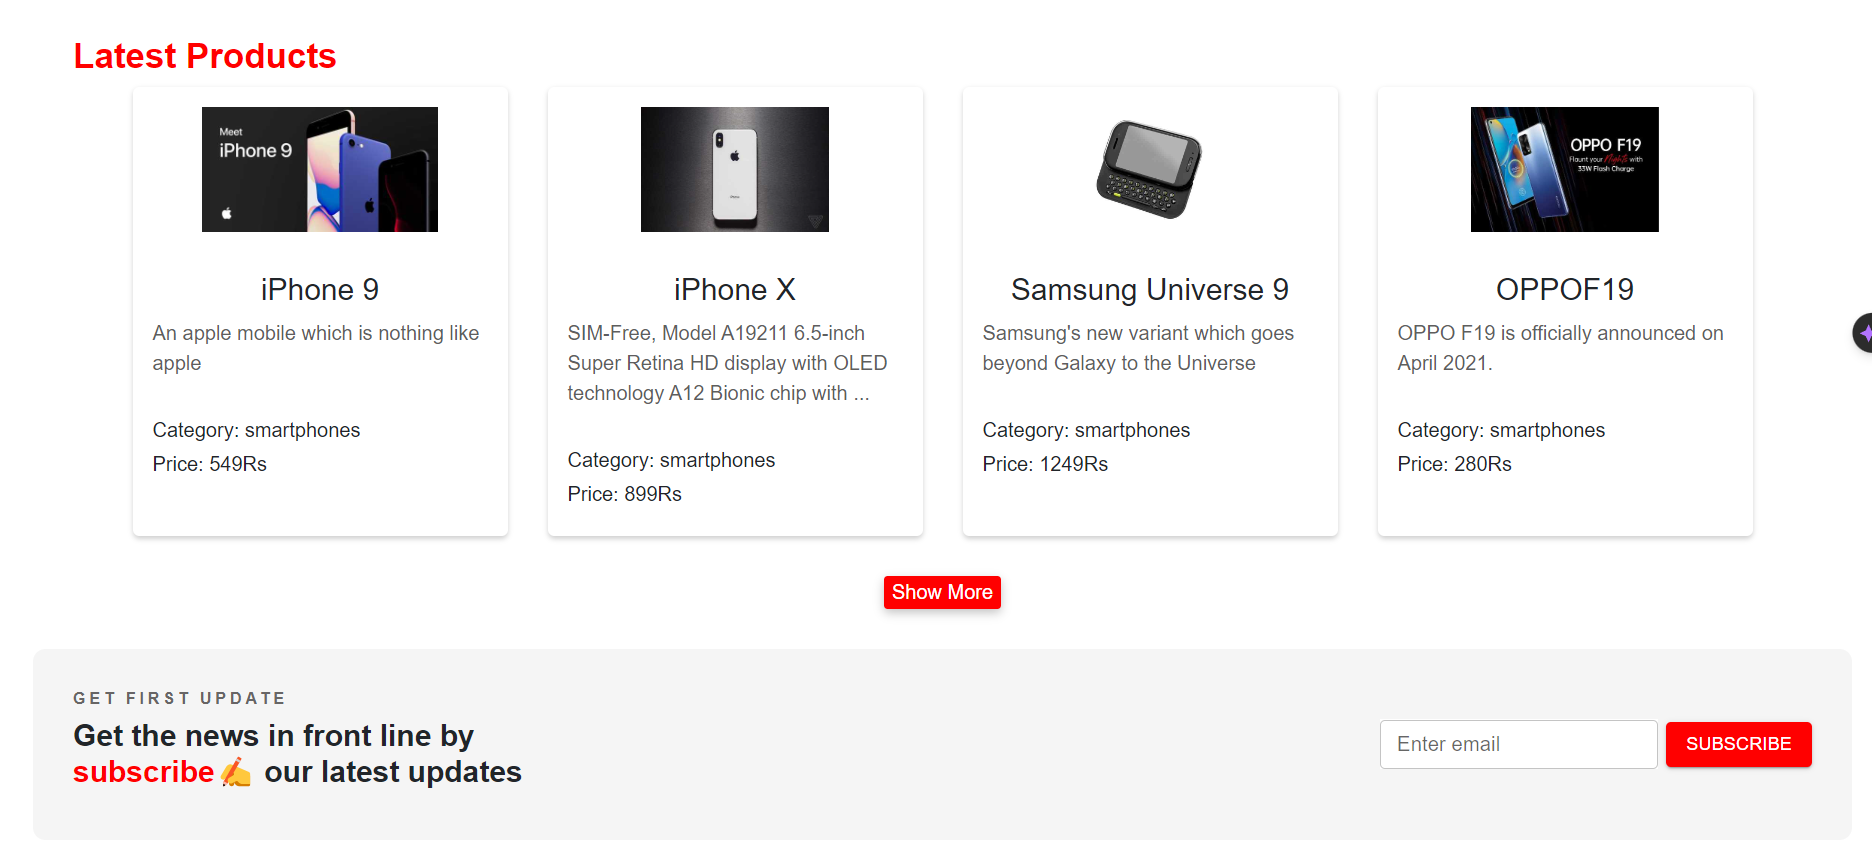 Latest Products
Meet
iPhone 9
OPPO F19
Flaunt your Nights with
33W Flash Charge
iPhone 9
An apple mobile which is nothing like
apple
Category: smartphones
Price: 549Rs
iPhone X
SIM-Free, Model A19211 6.5-inch
Super Retina HD display with OLED
technology A12 Bionic chip with ...
Category: smartphones
Price: 899Rs
Samsung Universe 9
Samsung's new variant which goes
beyond Galaxy to the Universe
Category: smartphones
Price: 1249Rs
OPPOF19
OPPO F19 is officially announced on
April 2021.
Category: smartphones
Price: 280Rs
Show More
GET FIRST UPDATE
Get the news in front line by
subscribe✍ our latest updates
Enter email
SUBSCRIBE